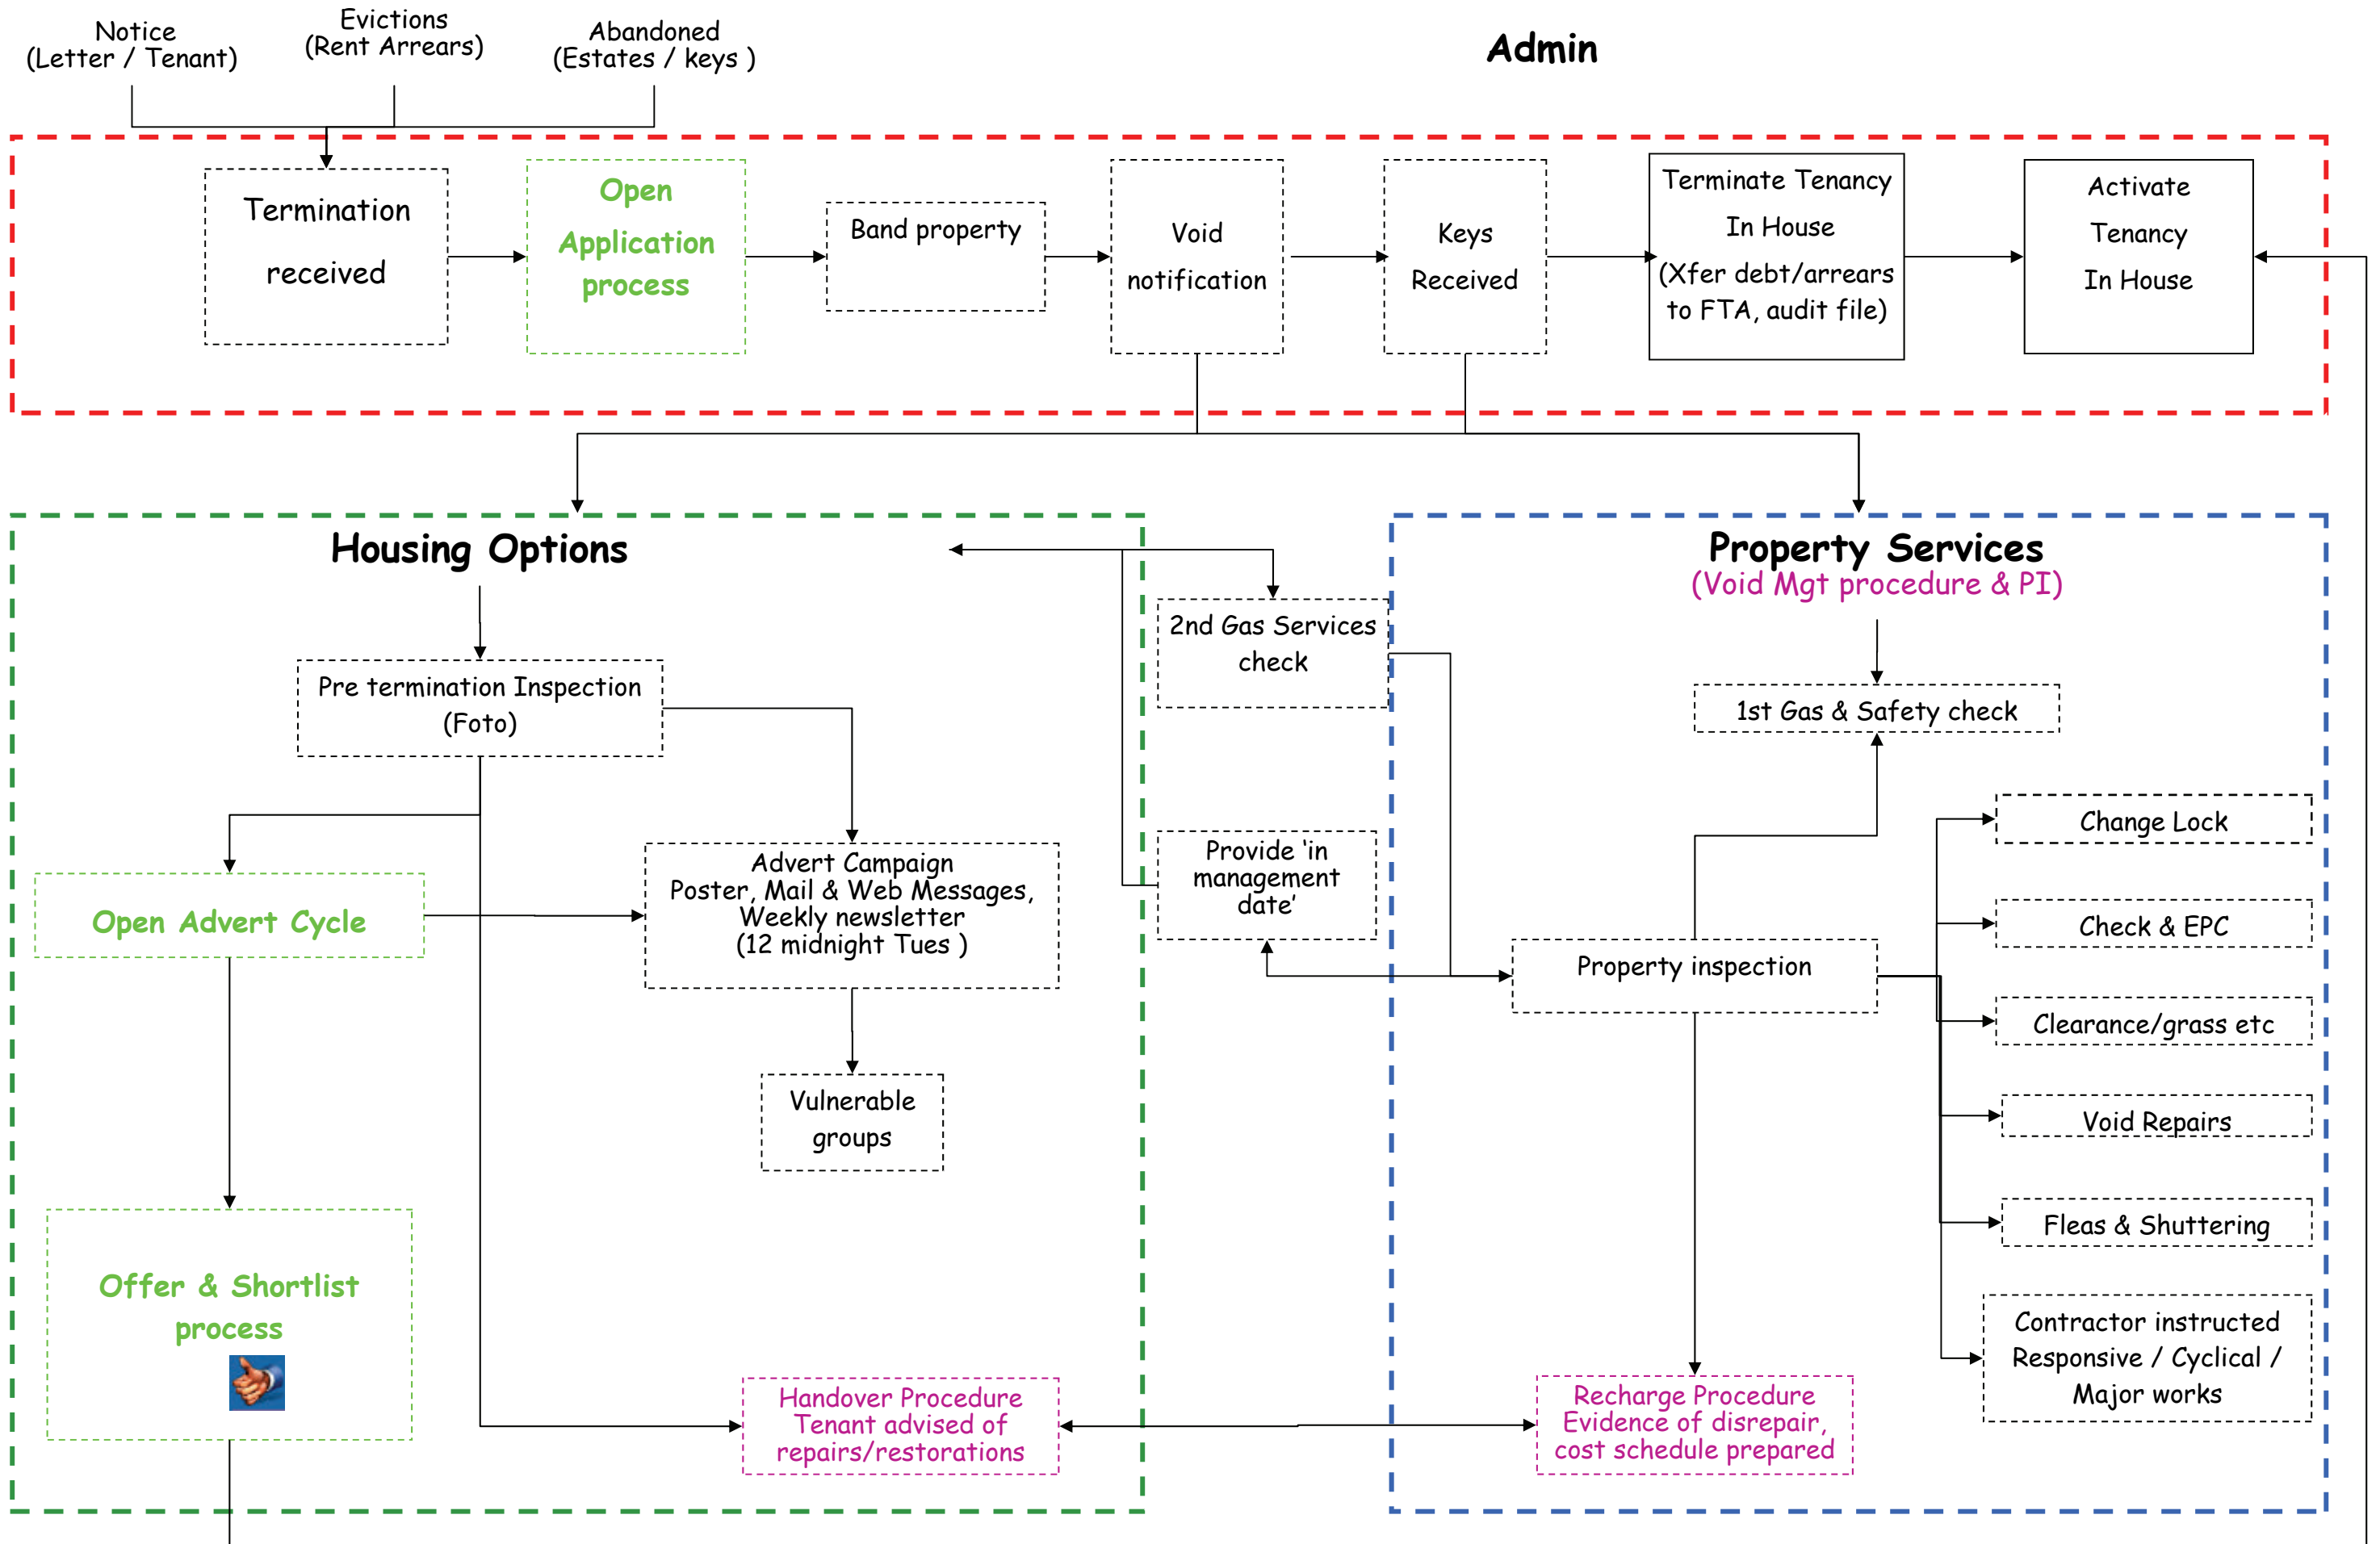 Notice
(Letter / Tenant)
Evictions
(Rent Arrears)
Abandoned
(Estates / keys )
Admin
Termination
received
Open
Application
process
Band property
Void
notification
Keys
Received
Terminate Tenancy
In House
(Xfer debt/arrears
to FTA, audit file)
Activate
Tenancy
In House
Housing Options
Pre termination Inspection
(Foto)
Open Advert Cycle
Advert Campaign
Poster, Mail & Web Messages,
Weekly newsletter
(12 midnight Tues )
Vulnerable
groups
Offer & Shortlist
process
Handover Procedure
Tenant advised of
repairs/restorations
2nd Gas Services
check
Provide ‘in
management
date’
Property Services
(Void Mgt procedure & PI)
1st Gas & Safety check
Property inspection
Change Lock
Check & EPC
Clearance/grass etc
Void Repairs
Fleas & Shuttering
Contractor instructed
Responsive / Cyclical /
Major works
Recharge Procedure
Evidence of disrepair,
cost schedule prepared